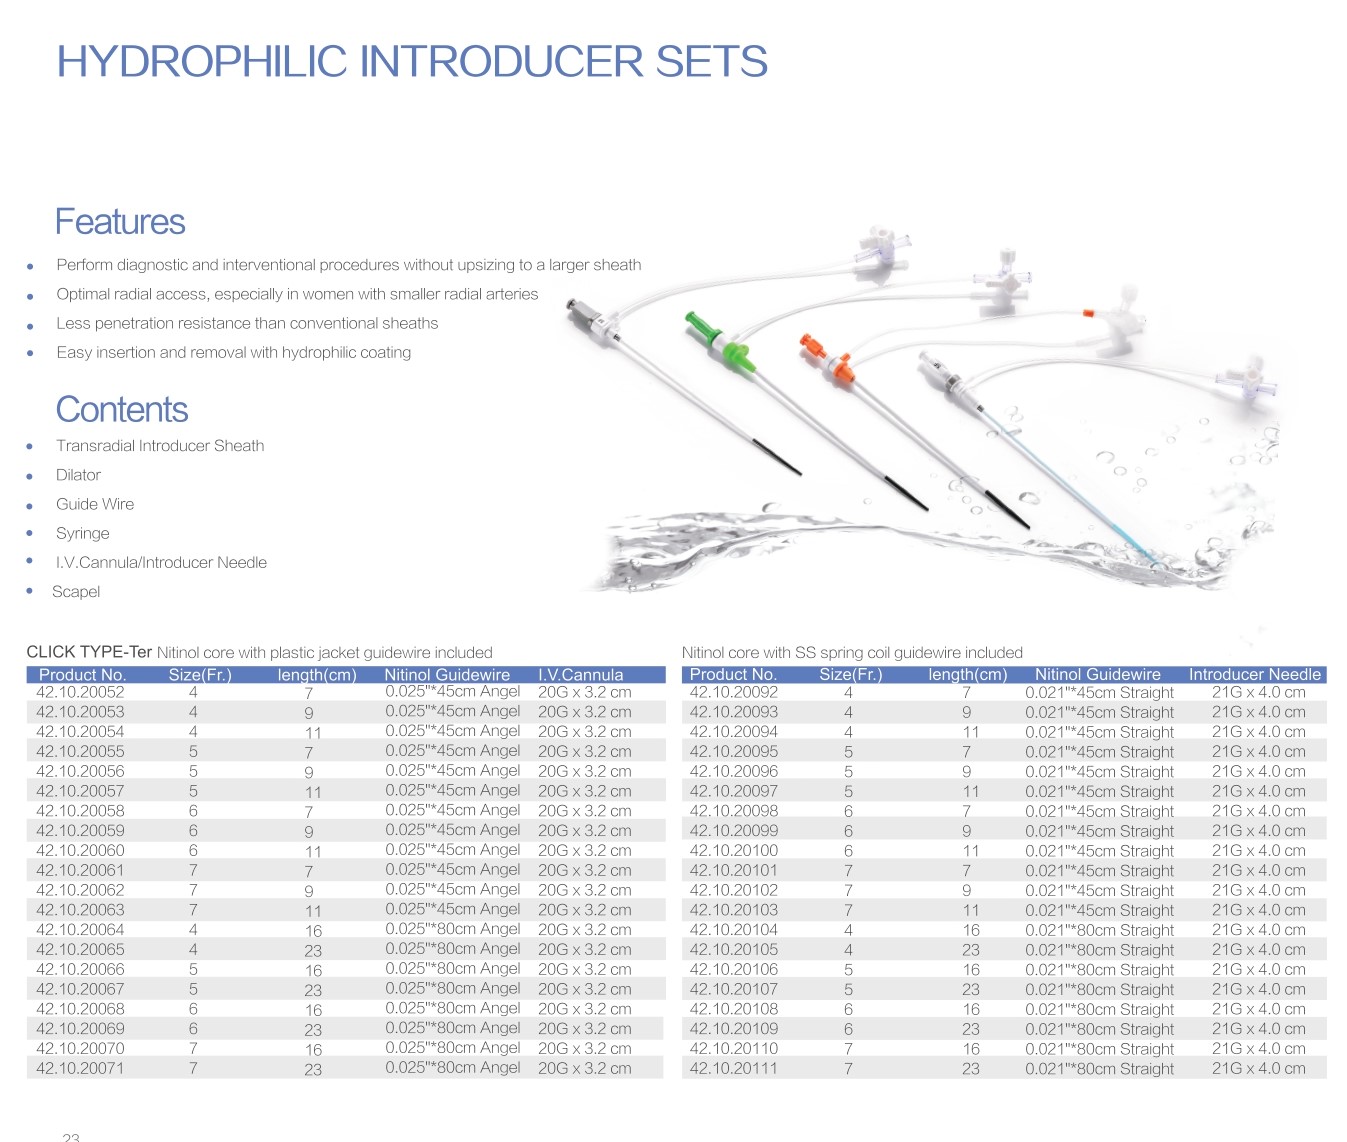 HYDROPHILIC INTRODUCER SETS
Features
Perform diagnostic and interventional procedures without upsizing to a larger sheath
Optimal radial access, especially in women with smaller radial arteries
Less penetration resistance than conventional sheaths
Easy insertion and removal with hydrophilic coating
Contents
Transradial Introducer Sheath
Dilator
Guide Wire
Syringe
I.V.Cannula/Introducer Needle
Scapel
CLICK TYPE-Ter Nitinol core with plastic jacket guidewire included
Product No. Size(Fr.) length(cm) Nitinol Guidewire I.V.Cannula
42.10.20052 4 7 0.025"*45cm Angel 20G x 3.2 cm
42.10.20053 4 9 0.025"*45cm Angel 20G x 3.2 cm
42.10.20054 4 11 0.025"*45cm Angel 20G x 3.2 cm
42.10.20055 5 7 0.025"*45cm Angel 20G x 3.2 cm
42.10.20056 5 9 0.025"*45cm Angel 20G x 3.2 cm
42.10.20057 5 11 0.025"*45cm Angel 20G x 3.2 cm
42.10.20058 6 7 0.025"*45cm Angel 20G x 3.2 cm
42.10.20059 6 9 0.025"*45cm Angel 20G x 3.2 cm
42.10.20060 6 11 0.025"*45cm Angel 20G x 3.2 cm
42.10.20061 7 7 0.025"*45cm Angel 20G x 3.2 cm
42.10.20062 7 9 0.025"*45cm Angel 20G x 3.2 cm
42.10.20063 7 11 0.025"*45cm Angel 20G x 3.2 cm
42.10.20064 4 16 0.025"*80cm Angel 20G x 3.2 cm
42.10.20065 4 23 0.025"*80cm Angel 20G x 3.2 cm
42.10.20066 5 16 0.025"*80cm Angel 20G x 3.2 cm
42.10.20067 5 23 0.025"*80cm Angel 20G x 3.2 cm
42.10.20068 6 16 0.025"*80cm Angel 20G x 3.2 cm
42.10.20069 6 23 0.025"*80cm Angel 20G x 3.2 cm
42.10.20070 7 16 0.025"*80cm Angel 20G x 3.2 cm
42.10.20071 7 23 0.025"*80cm Angel 20G x 3.2 cm
Nitinol core with SS spring coil guidewire included
Product No. Size(Fr.) length(cm) Nitinol Guidewire Introducer Needle
42.10.20092 4 7 0.021"*45cm Straight 21G x 4.0 cm
42.10.20093 4 9 0.021"*45cm Straight 21G x 4.0 cm
42.10.20094 4 11 0.021"*45cm Straight 21G x 4.0 cm
42.10.20095 5 7 0.021"*45cm Straight 21G x 4.0 cm
42.10.20096 5 9 0.021"*45cm Straight 21G x 4.0 cm
42.10.20097 5 11 0.021"*45cm Straight 21G x 4.0 cm
42.10.20098 6 7 0.021"*45cm Straight 21G x 4.0 cm
42.10.20099 6 9 0.021"*45cm Straight 21G x 4.0 cm
42.10.20100 6 11 0.021"*45cm Straight 21G x 4.0 cm
42.10.20101 7 7 0.021"*45cm Straight 21G x 4.0 cm
42.10.20102 7 9 0.021"*45cm Straight 21G x 4.0 cm
42.10.20103 7 11 0.021"*45cm Straight 21G x 4.0 cm
42.10.20104 4 16 0.021"*80cm Straight 21G x 4.0 cm
42.10.20105 4 23 0.021"*80cm Straight 21G x 4.0 cm
42.10.20106 5 16 0.021"*80cm Straight 21G x 4.0 cm
42.10.20107 5 23 0.021"*80cm Straight 21G x 4.0 cm
42.10.20108 6 16 0.021"*80cm Straight 21G x 4.0 cm
42.10.20109 6 23 0.021"*80cm Straight 21G x 4.0 cm
42.10.20110 7 16 0.021"*80cm Straight 21G x 4.0 cm
42.10.20111 7 23 0.021"*80cm Straight 21G x 4.0 cm
23